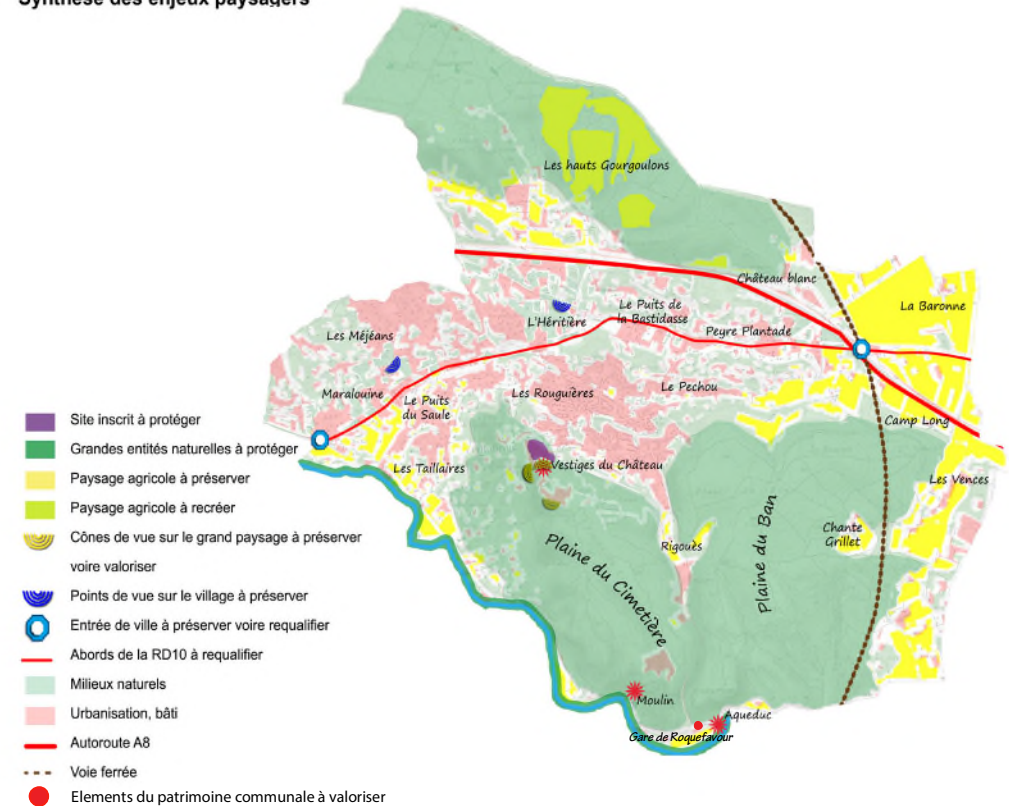 Synthèse des enjeux paysagers
Les hauts Gourgoulons
Château blanc
La Baronne
Le Puits de
la Bastidasse
L'Héritière
Peyre Plantade
Les Méjéans
Maralouine
Le Puits
du Saule
Les Rouguières
Le Pechou
Camp Long
Les Taillaires
Vestiges du Château
Les Vences
Plaine du Cimetière
Rigoués
Plaine du Ban
Chante
Grillet
Moulin
Aqueduc
Gare de Roquefavour
Site inscrit à protéger
Grandes entités naturelles à protéger
Paysage agricole à préserver
Paysage agricole à recréer
Cônes de vue sur le grand paysage à préserver
voire valoriser
Points de vue sur le village à préserver
Entrée de ville à préserver voire requalifier
Abords de la RD10 à requalifier
Milieux naturels
Urbanisation, bâti
Autoroute A8
Voie ferrée
Elements du patrimoine communale à valoriser